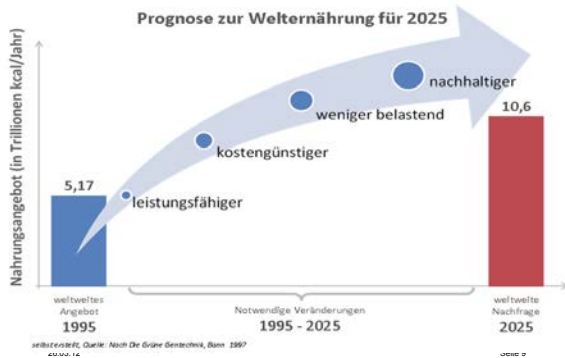 Prognose zur Welternährung für 2025
Nahrungsangebot (in Trillionen kcal/Jahr)
nachhaltiger
weniger belastend
10,6
kostengünstiger
5,17
leistungsfähiger
weltweites
Angebot
1995
Notwendige Veränderungen
1995 - 2025
weltweite
Nachfrage
2025
selbsterstellt, Quelle: Nach Die Grüne Gentechnik, Bonn 1997